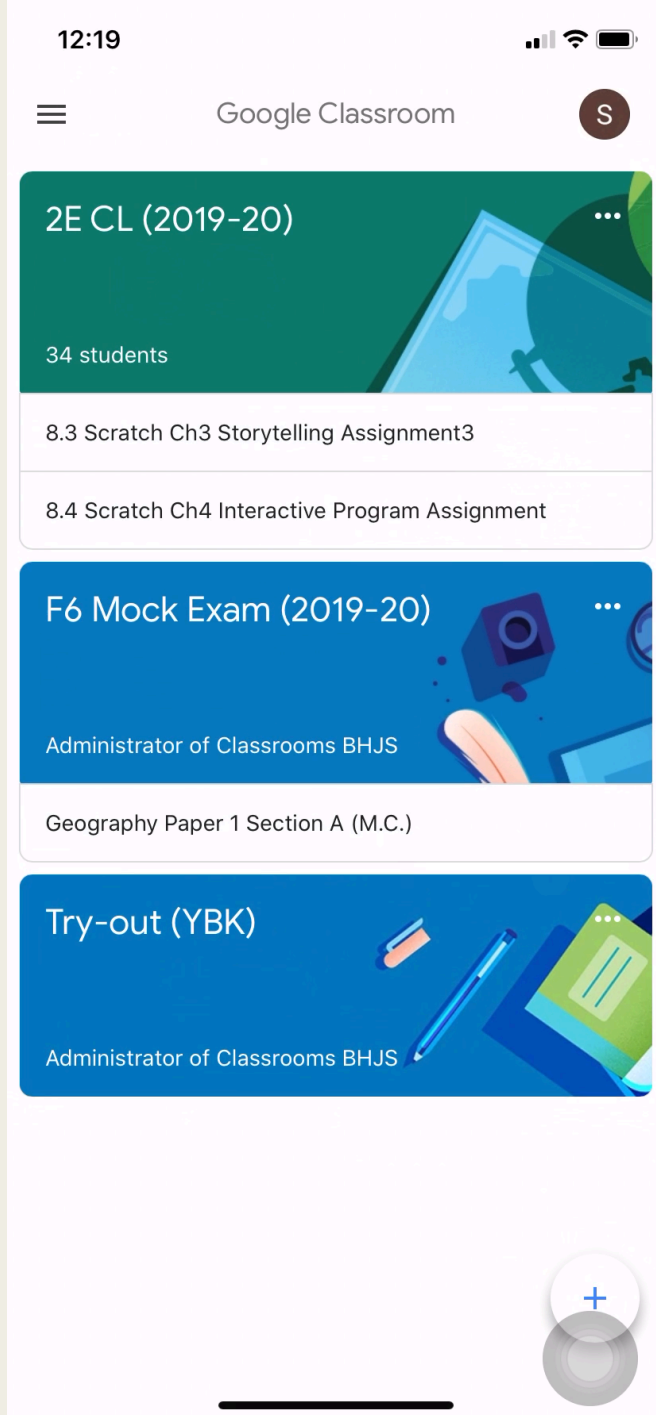 12:19
Google Classroom
S
2E CL (2019-20)
34 students
8.3 Scratch Ch3 Storytelling Assignment3
8.4 Scratch Ch4 Interactive Program Assignment
F6 Mock Exam (2019-20)
Administrator of Classrooms BHJS
Geography Paper 1 Section A (M.C.)
Try-out (YBK)
Administrator of Classrooms BHJS